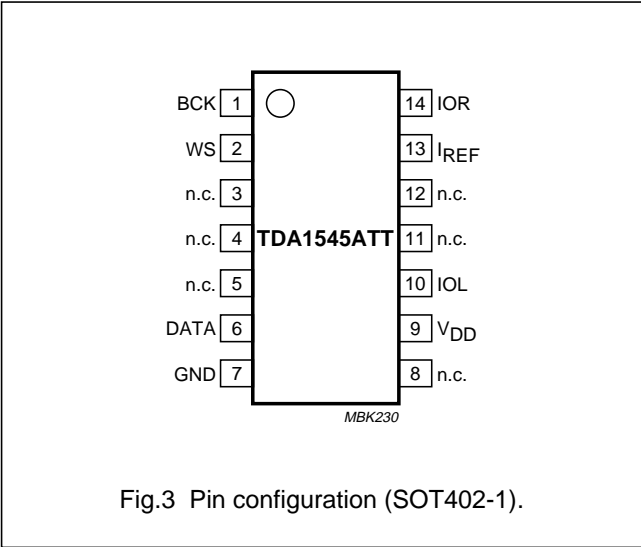 BCK 1 14 IOR
WS 2 13 IREF
n.c. 3 12 n.c.
n.c. 4 TDA1545ATT 11 n.c.
n.c. 5 10 IOL
DATA 6 9 VDD
GND 7 8 n.c.
MBK230
Fig.3 Pin configuration (SOT402-1).